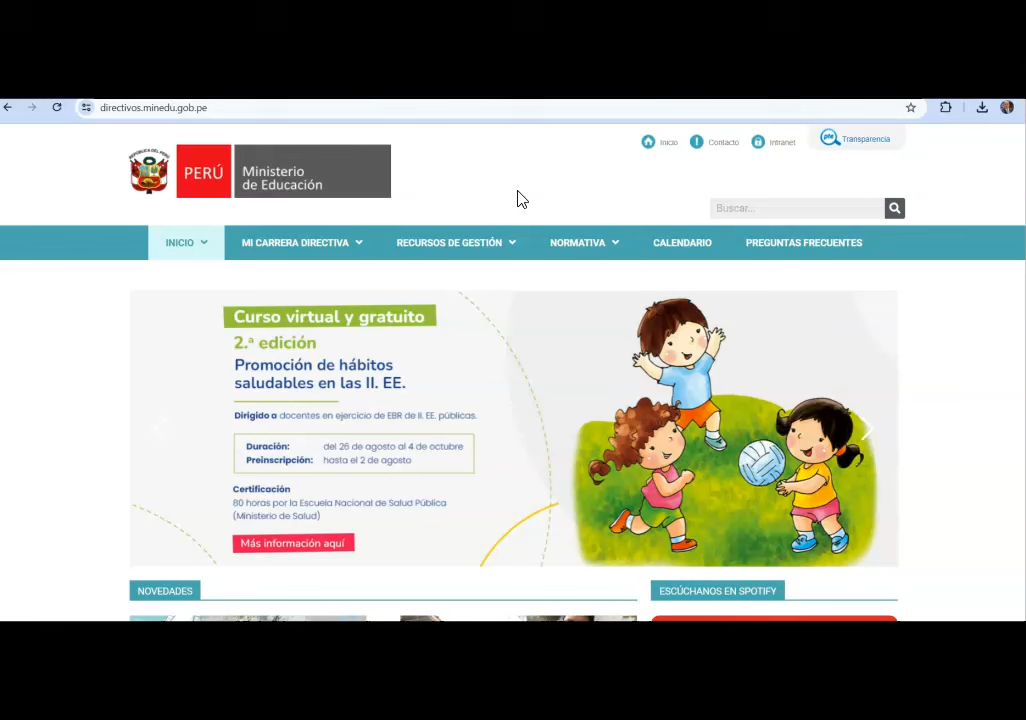 directivos.minedu.gob.pe
Inicio
Contacto
Intranet
pte
Transparencia
REPÚBLICA DEL PERÚ
PERÚ
Ministerio
de Educación
Buscar...
INICIO
MI CARRERA DIRECTIVA
RECURSOS DE GESTIÓN
NORMATIVA
CALENDARIO
PREGUNTAS FRECUENTES
Curso virtual y gratuito
2.ª edición
Promoción de hábitos
saludables en las II. EE.
Dirigido a docentes en ejercicio de EBR de II. EE. públicas.
Duración: del 26 de agosto al 4 de octubre
Preinscripción: hasta el 2 de agosto
Certificación
80 horas por la Escuela Nacional de Salud Pública
(Ministerio de Salud)
Más información aquí
NOVEDADES
ESCÚCHANOS EN SPOTIFY